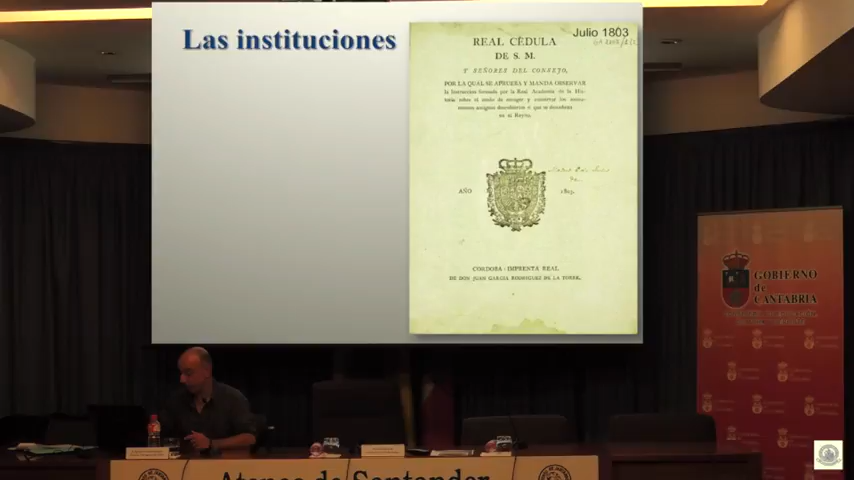 Las instituciones
Julio 1803
REAL CÉDULA
DE S. M.
Y SEÑORES DEL CONSEJO,
POR LA QUAL SE APRUEBA Y MANDA OBSERVAR
la Instruccion formada por la Real Academia de la His-
toria sobre el modo de recoger y conservar los monu-
mentos antiguos descubiertos ó que se descubran
en el Reyno.
AÑO
1803.
CORDOBA: IMPRENTA REAL
DE DON JUAN GARCIA RODRIGUEZ DE LA TORRE.
GOBIERNO
de
CANTABRIA
Ateneo de Santander